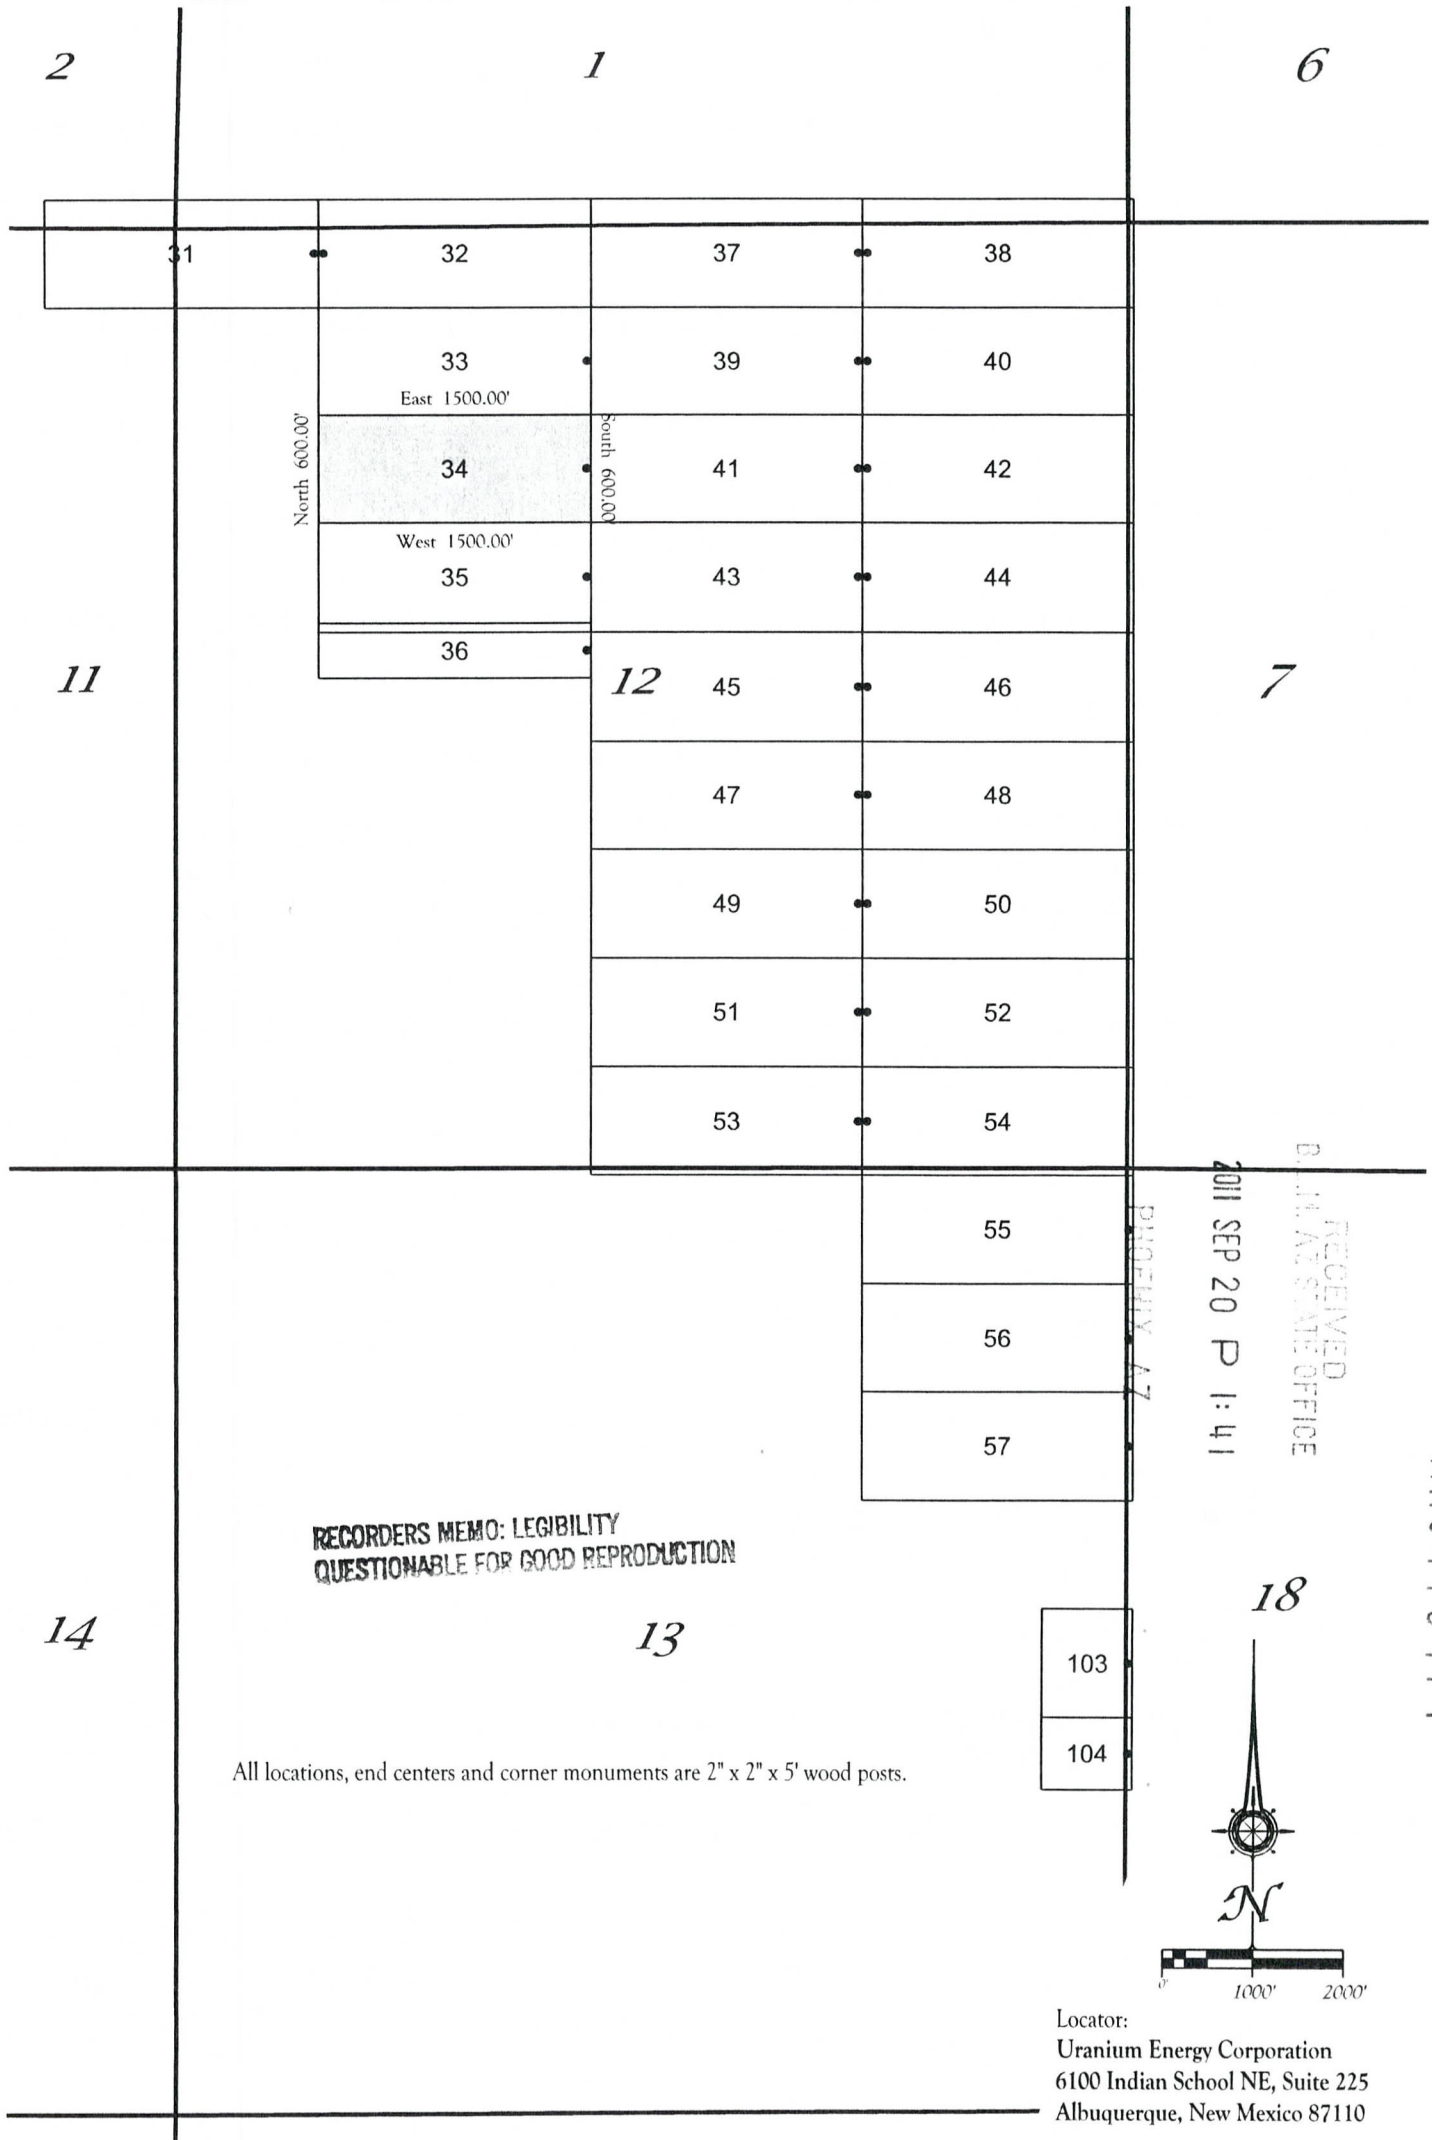 2
1
6
31
32
37
38
33
39
40
East 1500.00'
North 600.00'
34
South 600.00'
41
42
West 1500.00'
35
43
44
36
11
12
45
46
7
47
48
49
50
51
52
53
54
55
56
57
RECEIVED
STATE OFFICE
2011 SEP 20 P 1:41
PHOENIX AZ
RECORDERS MEMO: LEGIBILITY
QUESTIONABLE FOR GOOD REPRODUCTION
14
13
18
103
104
All locations, end centers and corner monuments are 2" x 2" x 5' wood posts.
N
0' 1000' 2000'
Locator:
Uranium Energy Corporation
6100 Indian School NE, Suite 225
Albuquerque, New Mexico 87110